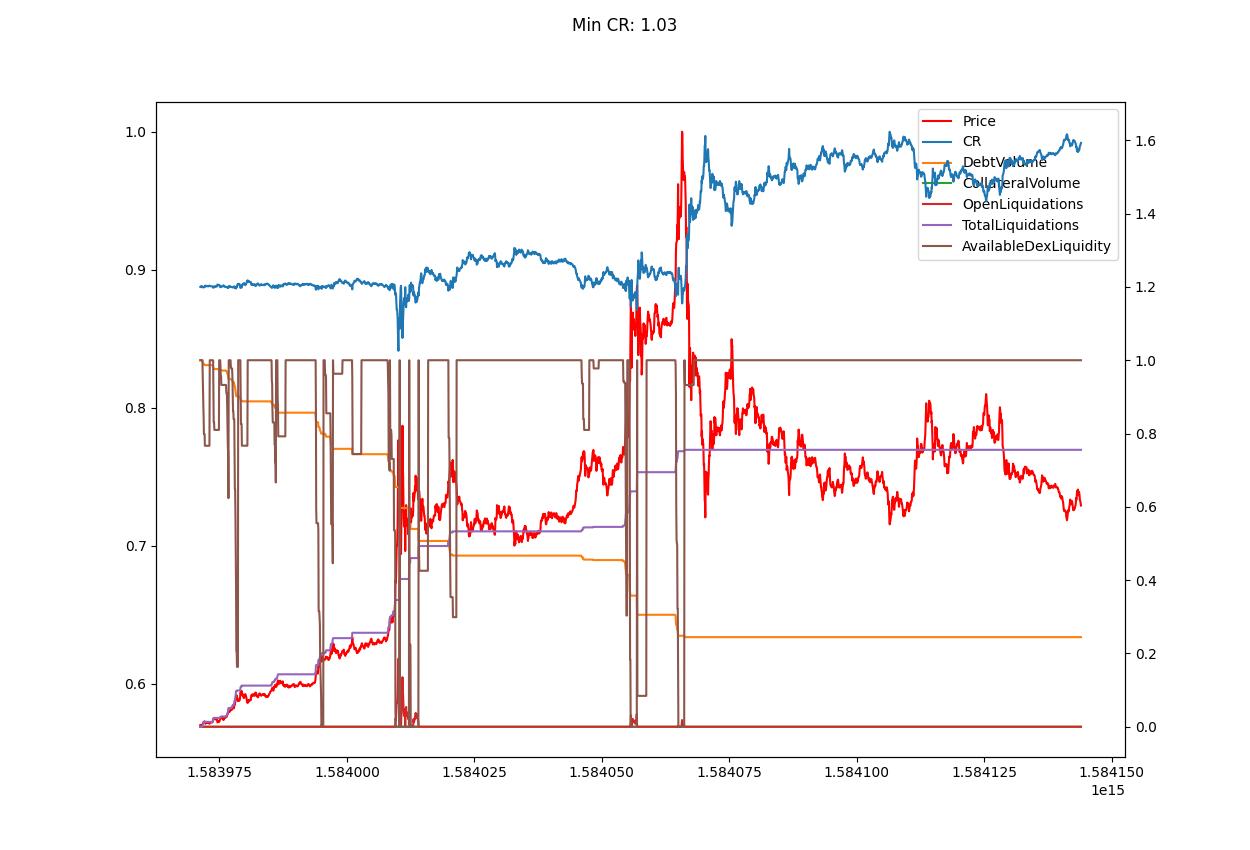 Min CR: 1.03
1.0
0.9
0.8
0.7
0.6
1.6
1.4
1.2
1.0
0.8
0.6
0.4
0.2
0.0
Price
CR
DebtVolume
CollateralVolume
OpenLiquidations
TotalLiquidations
AvailableDexLiquidity
1.583975 1.584000 1.584025 1.584050 1.584075 1.584100 1.584125 1.584150
1e15